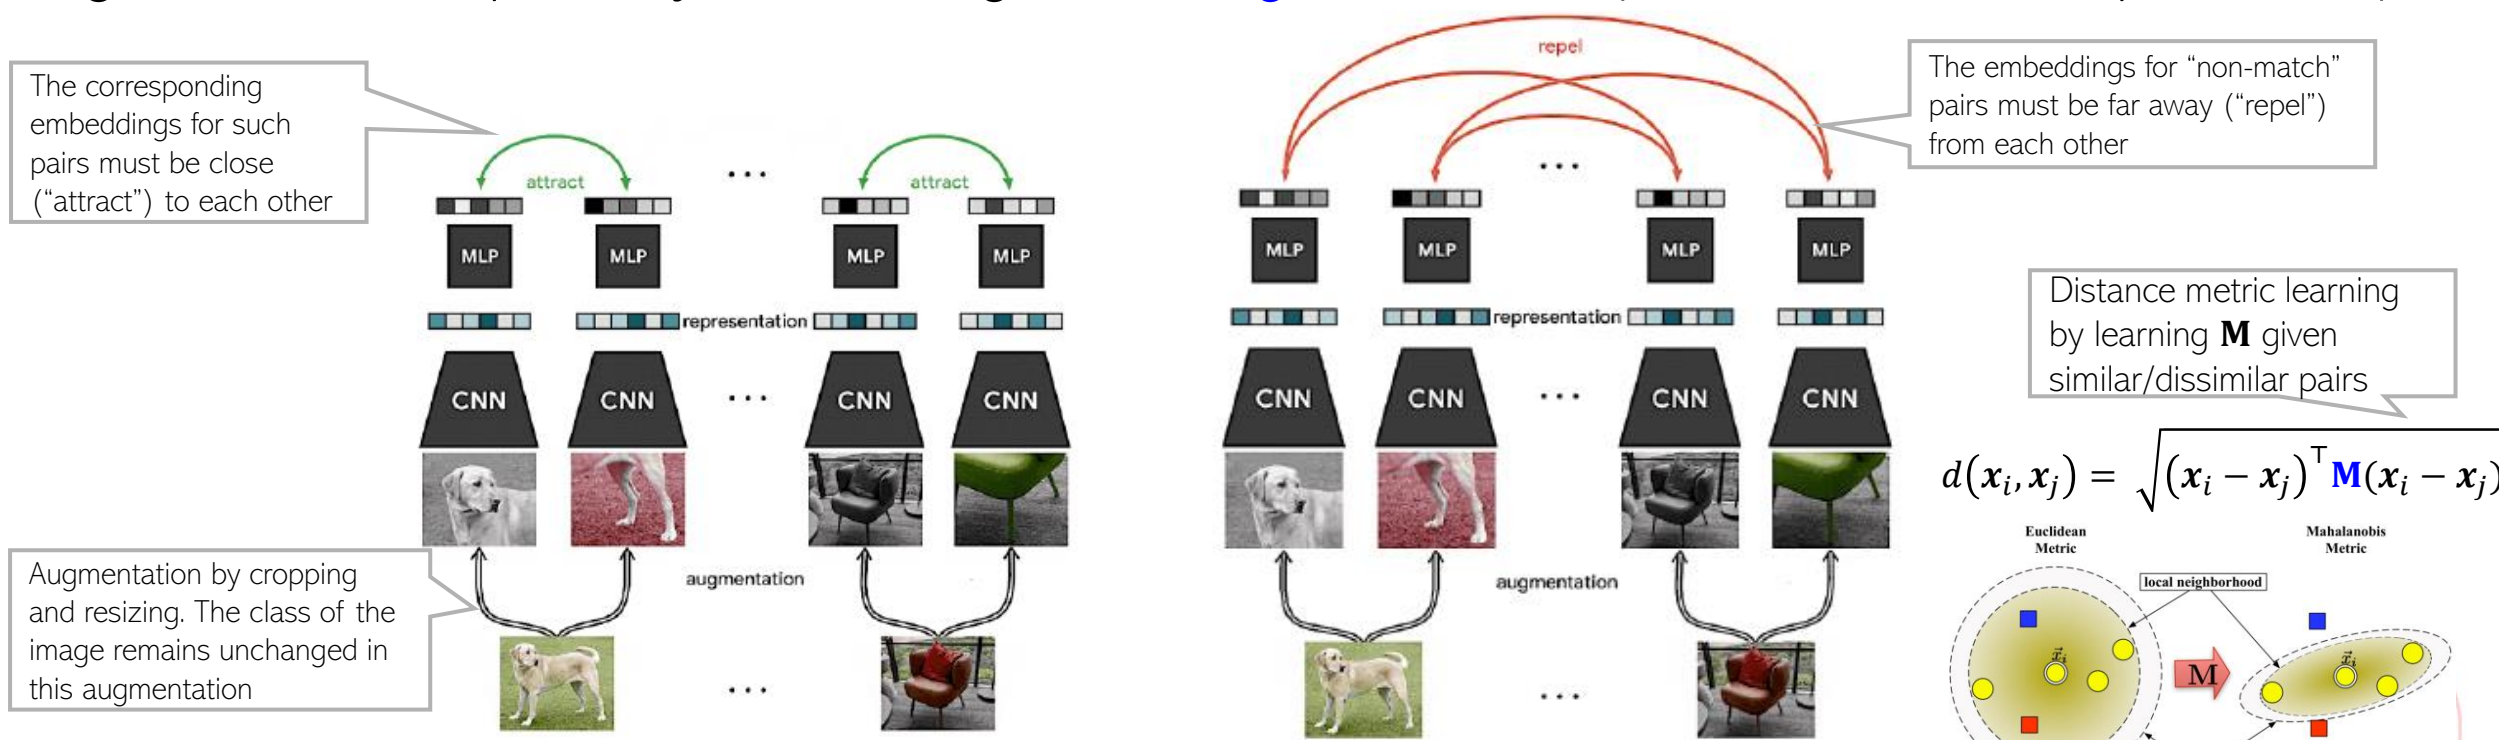 The corresponding
embeddings for such
pairs must be close
(“attract”) to each other
attract
...
attract
MLP
MLP
MLP
MLP
representation
CNN
CNN
...
CNN
CNN
augmentation
...
Augmentation by cropping
and resizing. The class of the
image remains unchanged in
this augmentation
repel
...
MLP
MLP
MLP
MLP
representation
CNN
CNN
...
CNN
CNN
augmentation
...
The embeddings for “non-match”
pairs must be far away (“repel”)
from each other
Distance metric learning
by learning M given
similar/dissimilar pairs
d(xᵢ, xⱼ) = √(xᵢ − xⱼ)ᵀM(xᵢ − xⱼ)
Euclidean
Metric
Mahalanobis
Metric
local neighborhood
x⃗ᵢ
M
x⃗ᵢ